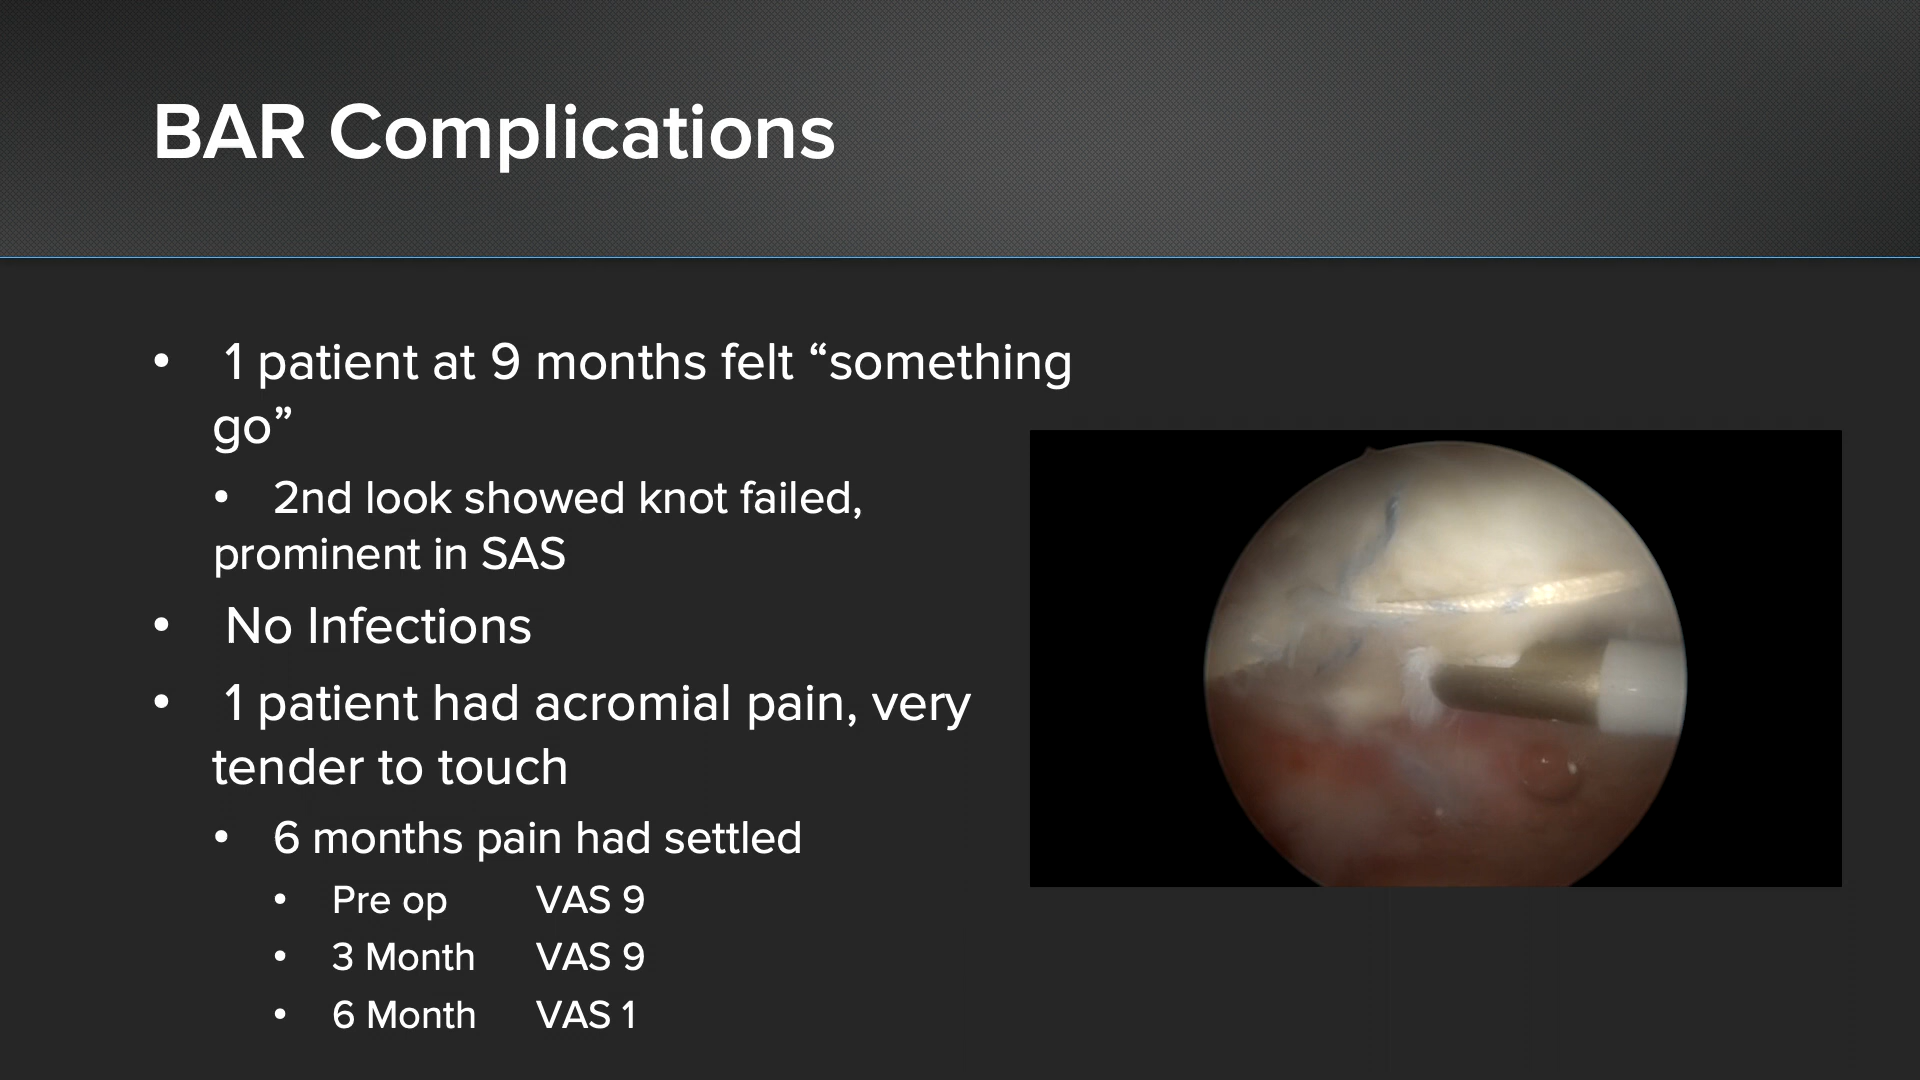 BAR Complications
• 1 patient at 9 months felt “something
go”
• 2nd look showed knot failed,
prominent in SAS
• No Infections
• 1 patient had acromial pain, very
tender to touch
• 6 months pain had settled
• Pre op VAS 9
• 3 Month VAS 9
• 6 Month VAS 1